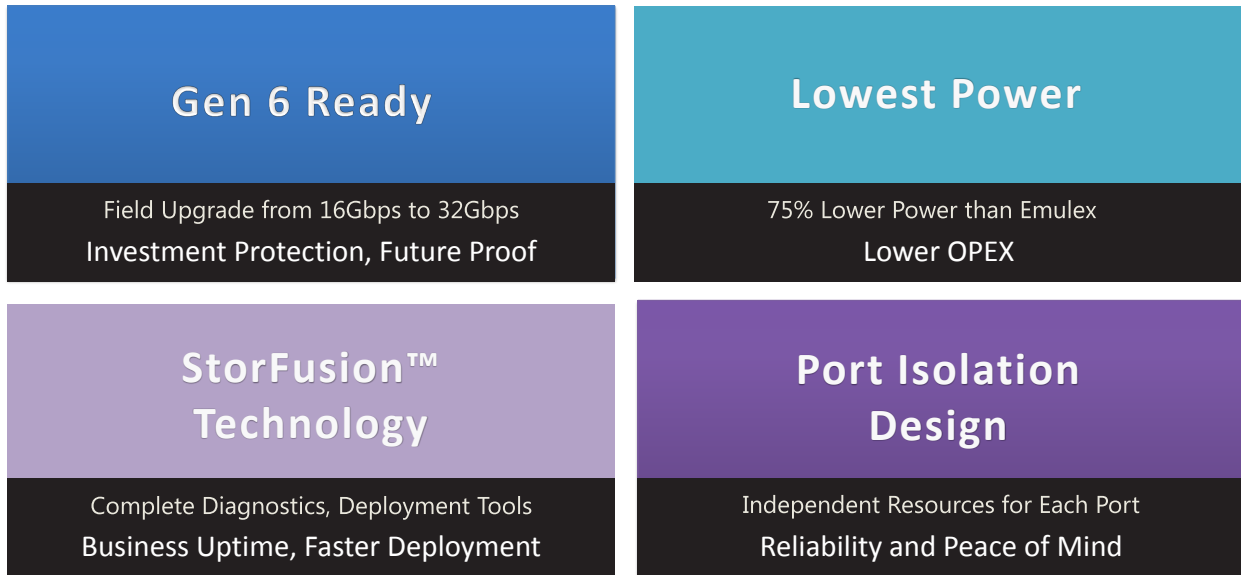 Gen 6 Ready
Field Upgrade from 16Gbps to 32Gbps
Investment Protection, Future Proof
Lowest Power
75% Lower Power than Emulex
Lower OPEX
StorFusion™
Technology
Complete Diagnostics, Deployment Tools
Business Uptime, Faster Deployment
Port Isolation
Design
Independent Resources for Each Port
Reliability and Peace of Mind